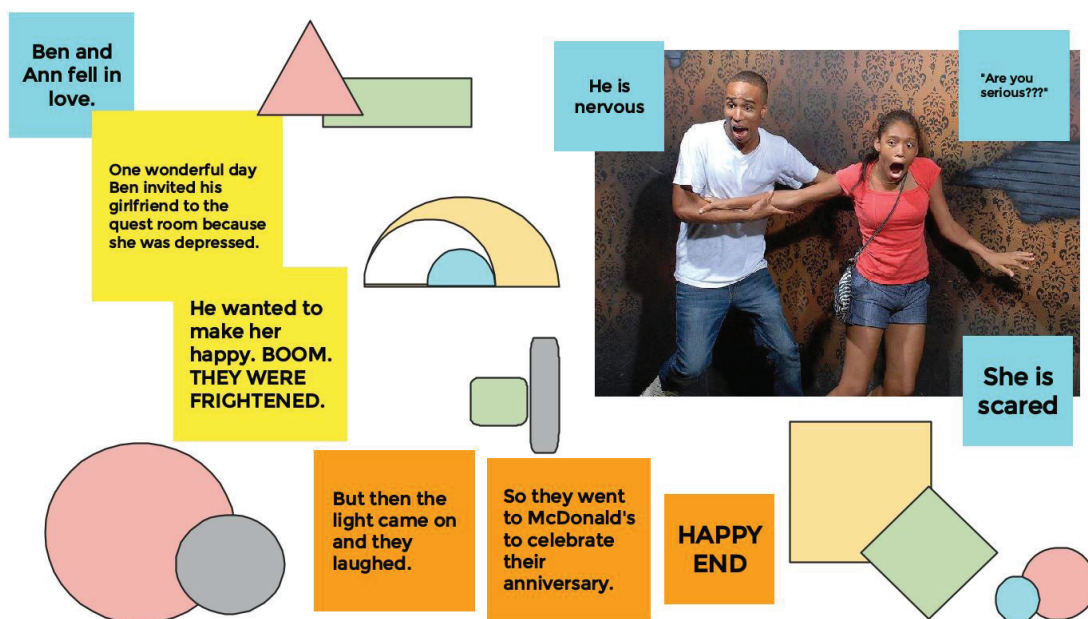 Ben and
Ann fell in
love.
One wonderful day
Ben invited his
girlfriend to the
quest room because
she was depressed.
He wanted to
make her
happy. BOOM.
THEY WERE
FRIGHTENED.
He is
nervous
"Are you
serious???"
She is
scared
But then the
light came on
and they
laughed.
So they went
to McDonald's
to celebrate
their
anniversary.
HAPPY
END